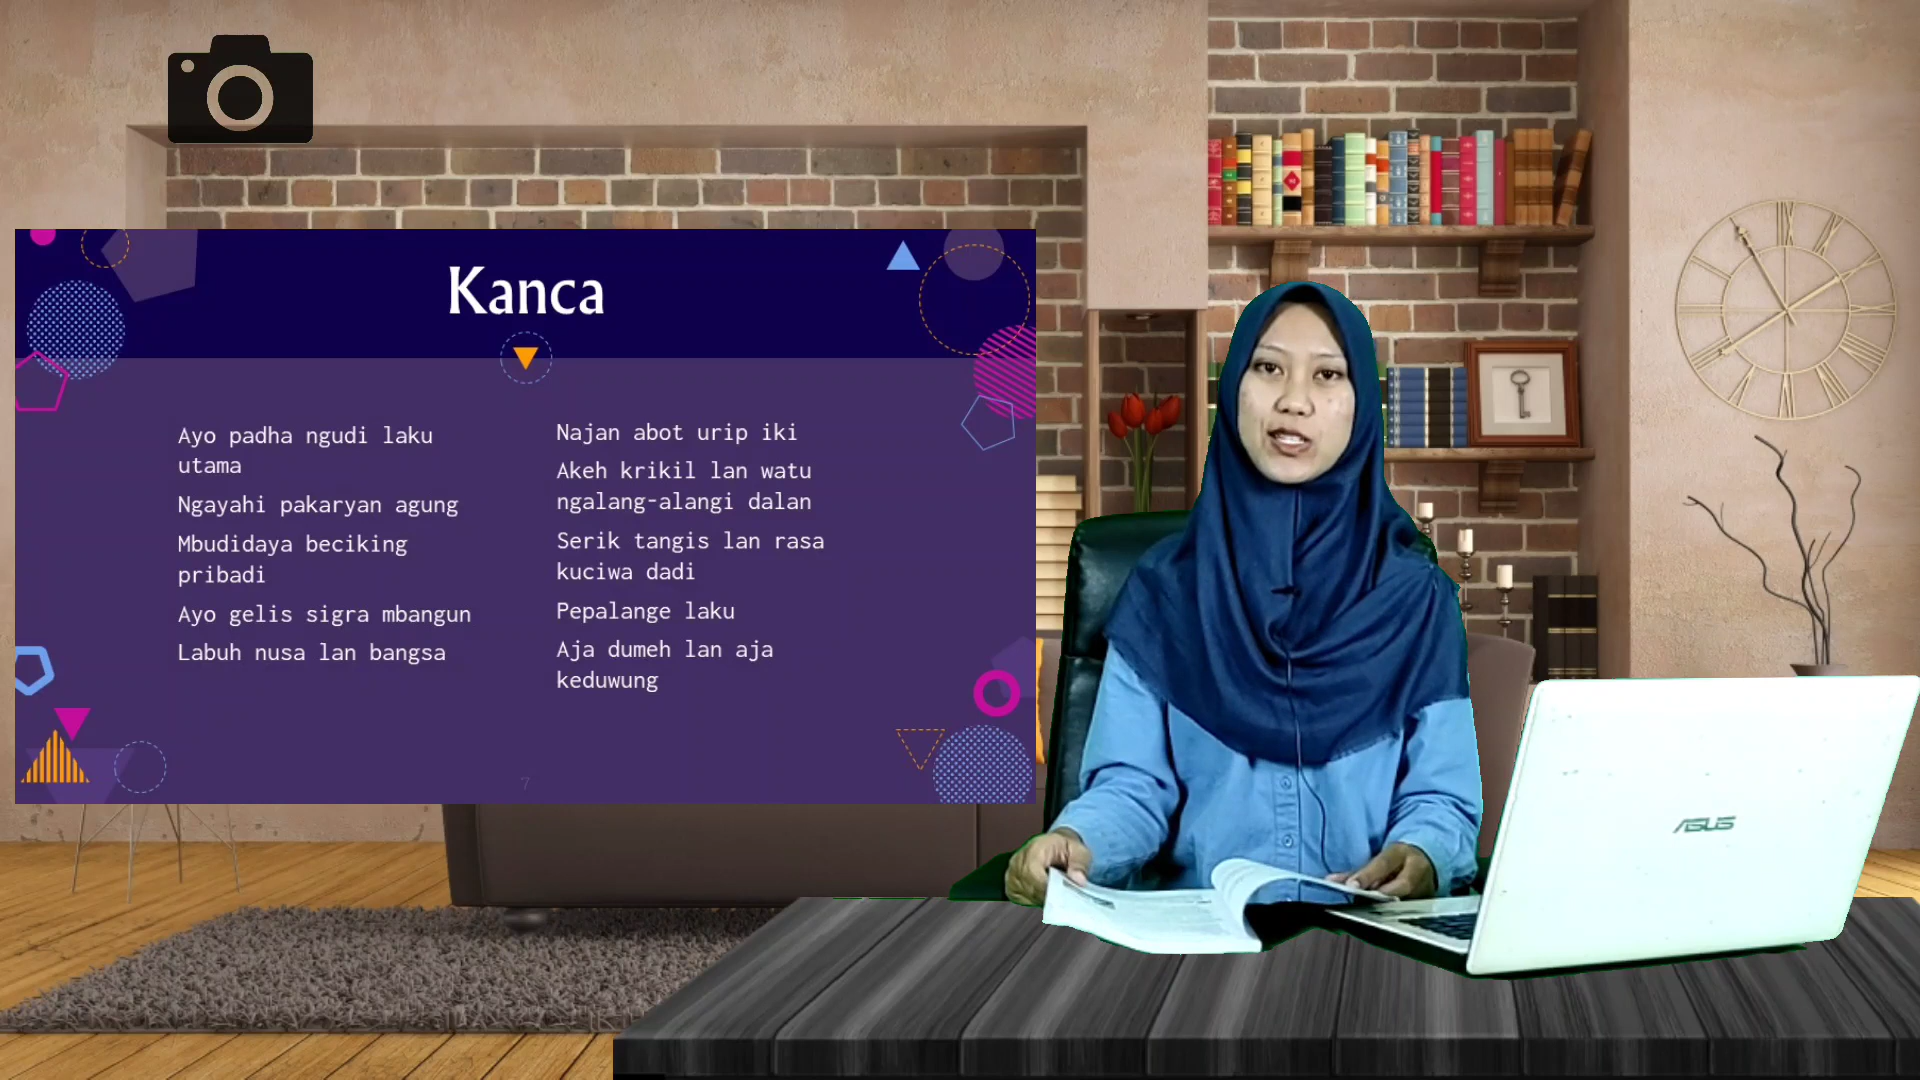 Kanca
Ayo padha ngudi laku
utama
Ngayahi pakaryan agung
Mbudidaya beciking
pribadi
Ayo gelis sigra mbangun
Labuh nusa lan bangsa
Najan abot urip iki
Akeh krikil lan watu
ngalang-alangi dalan
Serik tangis lan rasa
kuciwa dadi
Pepalange laku
Aja dumeh lan aja
keduwung
7
ASUS